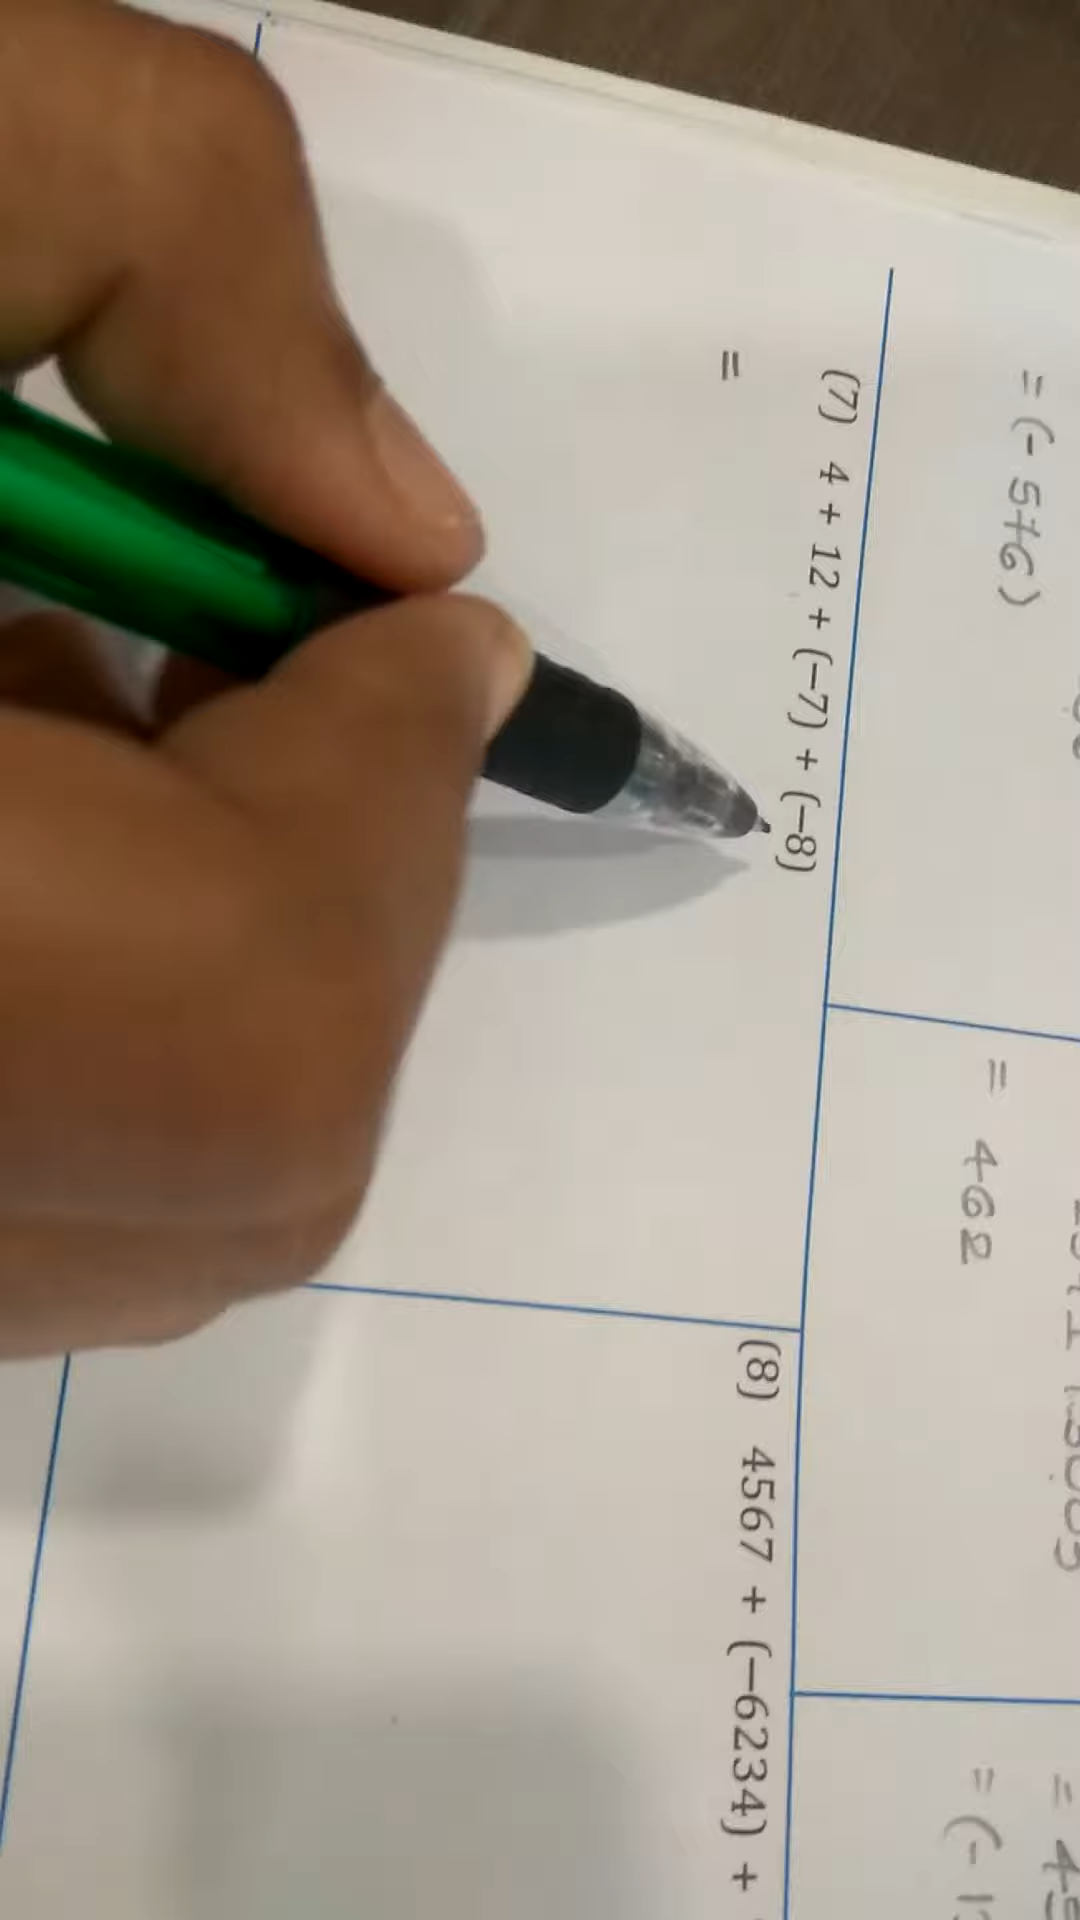 = (- 576)
= 462
(7) 4 + 12 + (−7) + (−8)
=
(8) 4567 + (−6234) +